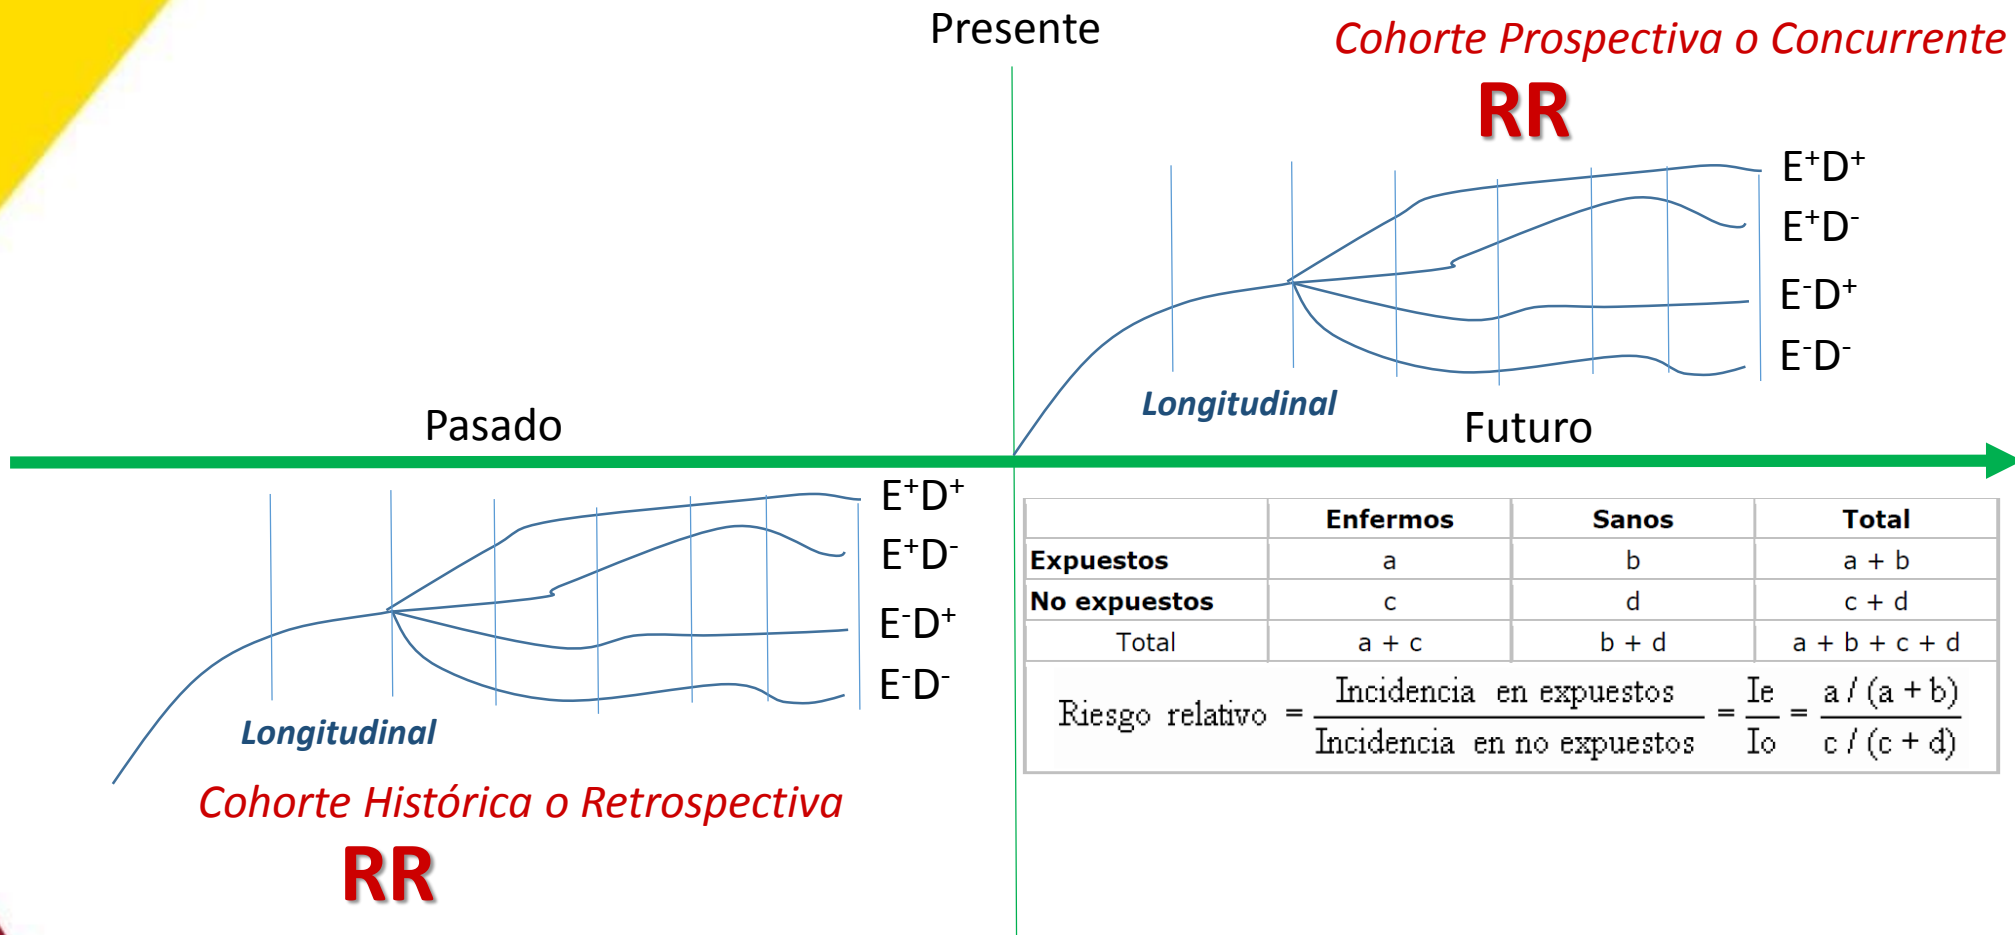 Presente
Cohorte Prospectiva o Concurrente
RR
E⁺D⁺
E⁺D⁻
E⁻D⁺
E⁻D⁻
Longitudinal
Pasado
Futuro
E⁺D⁺
E⁺D⁻
E⁻D⁺
E⁻D⁻
Longitudinal
Cohorte Histórica o Retrospectiva
RR
Enfermos Sanos Total
Expuestos a b a + b
No expuestos c d c + d
Total a + c b + d a + b + c + d
Riesgo relativo = Incidencia en expuestos / Incidencia en no expuestos = Ie / Io = a / (a + b) / c / (c + d)